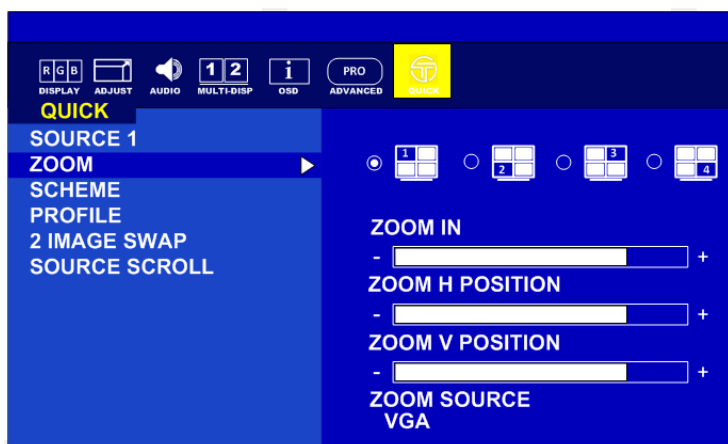 R G B 1 2 i PRO
DISPLAY ADJUST AUDIO MULTI-DISP OSD ADVANCED QUICK
QUICK
SOURCE 1
ZOOM
SCHEME
PROFILE
2 IMAGE SWAP
SOURCE SCROLL
1 2 3 4
ZOOM IN
- +
ZOOM H POSITION
- +
ZOOM V POSITION
- +
ZOOM SOURCE
VGA